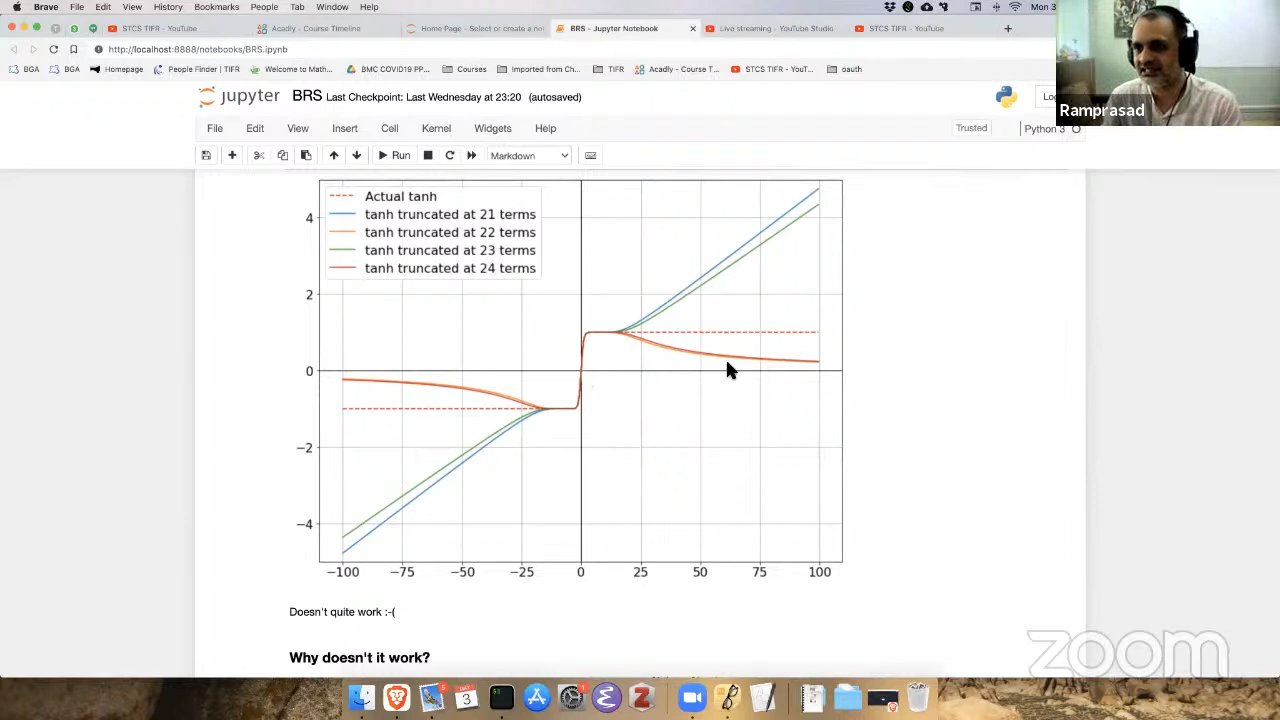 Brave File Edit View History Bookmarks People Tab Window Help Mon 3
STCS TIFR - YouTube
Acadly - Course Timeline
Home Page - Select or create a not
BRS - Jupyter Notebook
Live streaming - YouTube Studio
STCS TIFR - YouTube
http://localhost:8888/notebooks/BRS.ipynb
BGA BGA Homepage People Finder | TIFR Welcome to Math... BMC COVID19 PP... Courses Imported from Ch... TIFR Acadly - Course T... STCS TIFR - YouT... oauth
Ramprasad
jupyter BRS Last Checkpoint: Last Wednesday at 23:20 (autosaved)
File Edit View Insert Cell Kernel Widgets Help Trusted Python 3
Run Markdown
Actual tanh
tanh truncated at 21 terms
tanh truncated at 22 terms
tanh truncated at 23 terms
tanh truncated at 24 terms
4
2
0
−2
−4
−100 −75 −50 −25 0 25 50 75 100
Doesn't quite work :-(
Why doesn't it work?
zoom